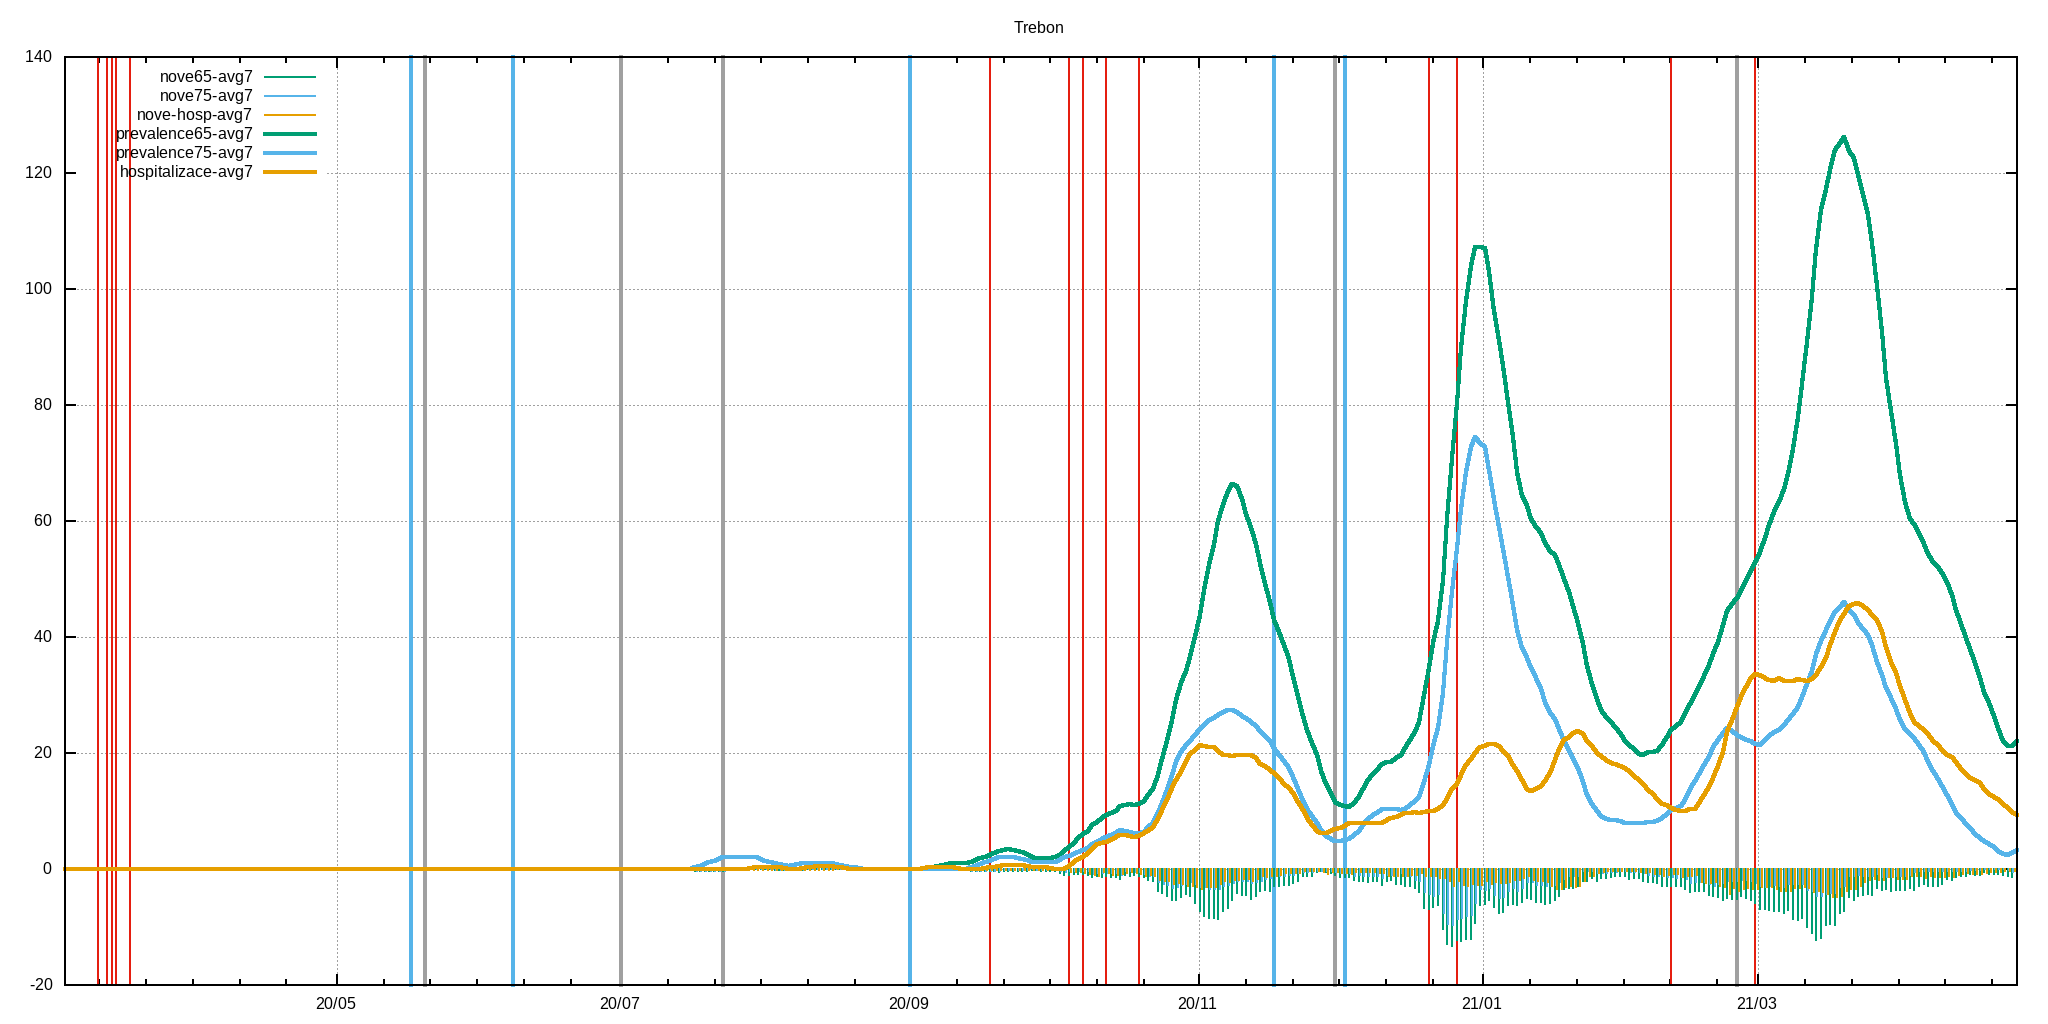 Trebon
140
120
100
80
60
40
20
0
-20
nove65-avg7
nove75-avg7
nove-hosp-avg7
prevalence65-avg7
prevalence75-avg7
hospitalizace-avg7
20/05 20/07 20/09 20/11 21/01 21/03